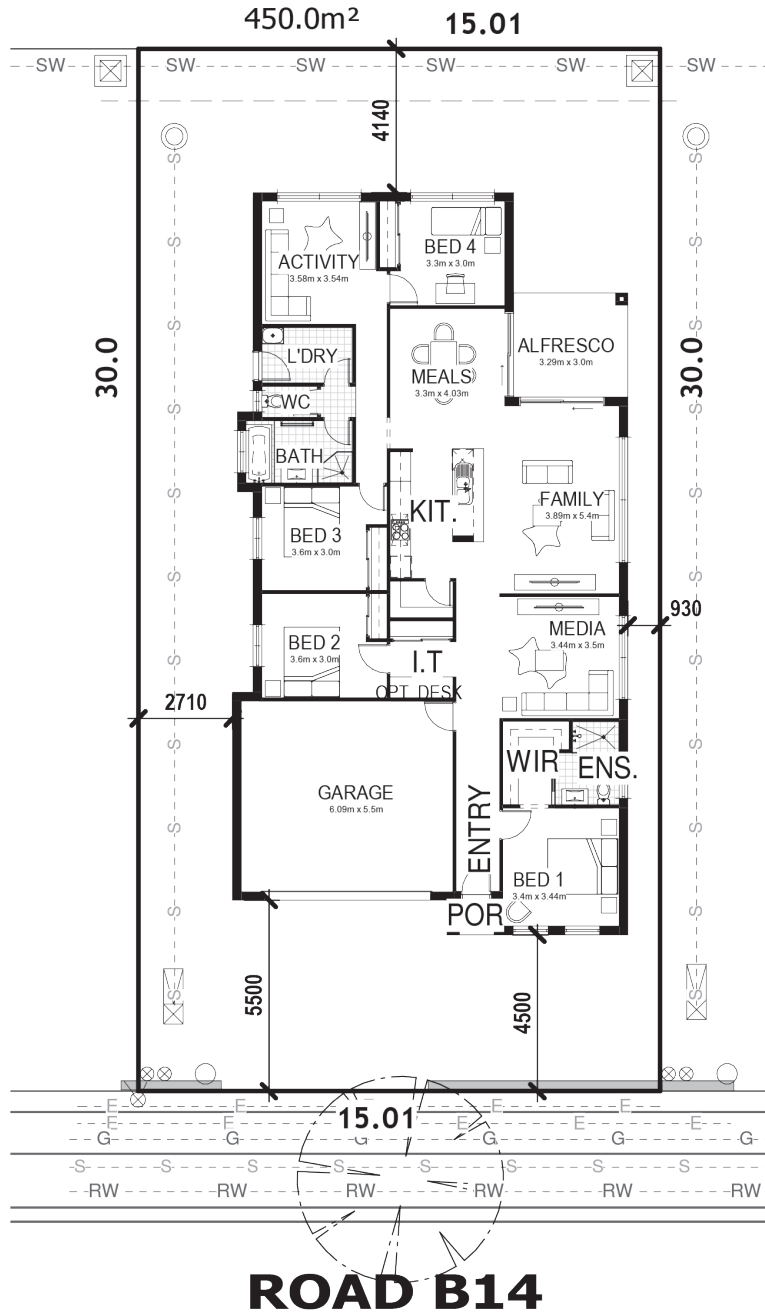 450.0m²
15.01
SW SW SW SW SW SW
4140
S S
S S
ACTIVITY
3.58m x 3.54m
BED 4
3.3m x 3.0m
S S
30.0
L'DRY
MEALS
3.3m x 4.03m
ALFRESCO
3.29m x 3.0m
30.0
WC
S S
BATH
S S
KIT.
FAMILY
3.89m x 5.4m
BED 3
3.6m x 3.0m
S S
930
BED 2
3.6m x 3.0m
I.T
OPT. DESK
MEDIA
3.44m x 3.5m
S S
2710
S S
WIR
ENS.
GARAGE
6.09m x 5.5m
ENTRY
S S
BED 1
3.4m x 3.44m
POR
S S
5500
4500
S S
E E E E
15.01
E E E E
G G G G G G
S S S S S S
RW RW RW RW RW RW
ROAD B14